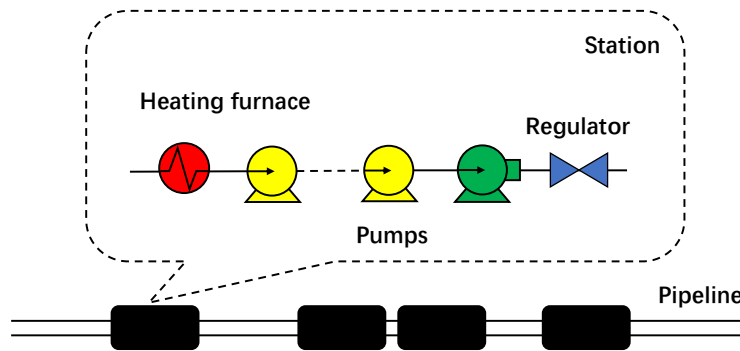 Station
Heating furnace
Regulator
Pumps
Pipeline